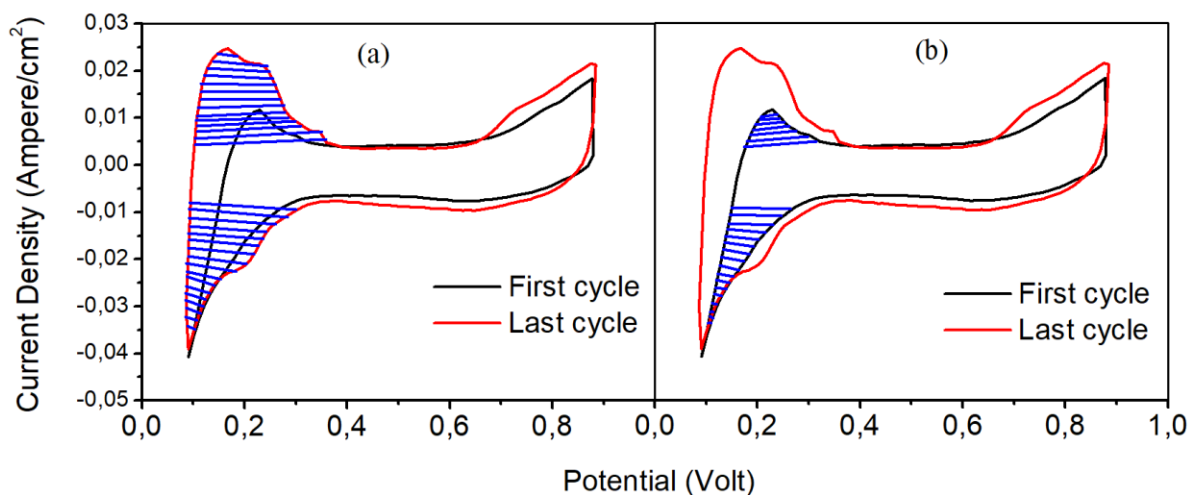 Current Density (Ampere/cm²)
0,03
0,02
0,01
0,00
-0,01
-0,02
-0,03
-0,04
-0,05
(a)
First cycle
Last cycle
(b)
First cycle
Last cycle
0,0 0,2 0,4 0,6 0,8 0,0 0,2 0,4 0,6 0,8 1,0
Potential (Volt)